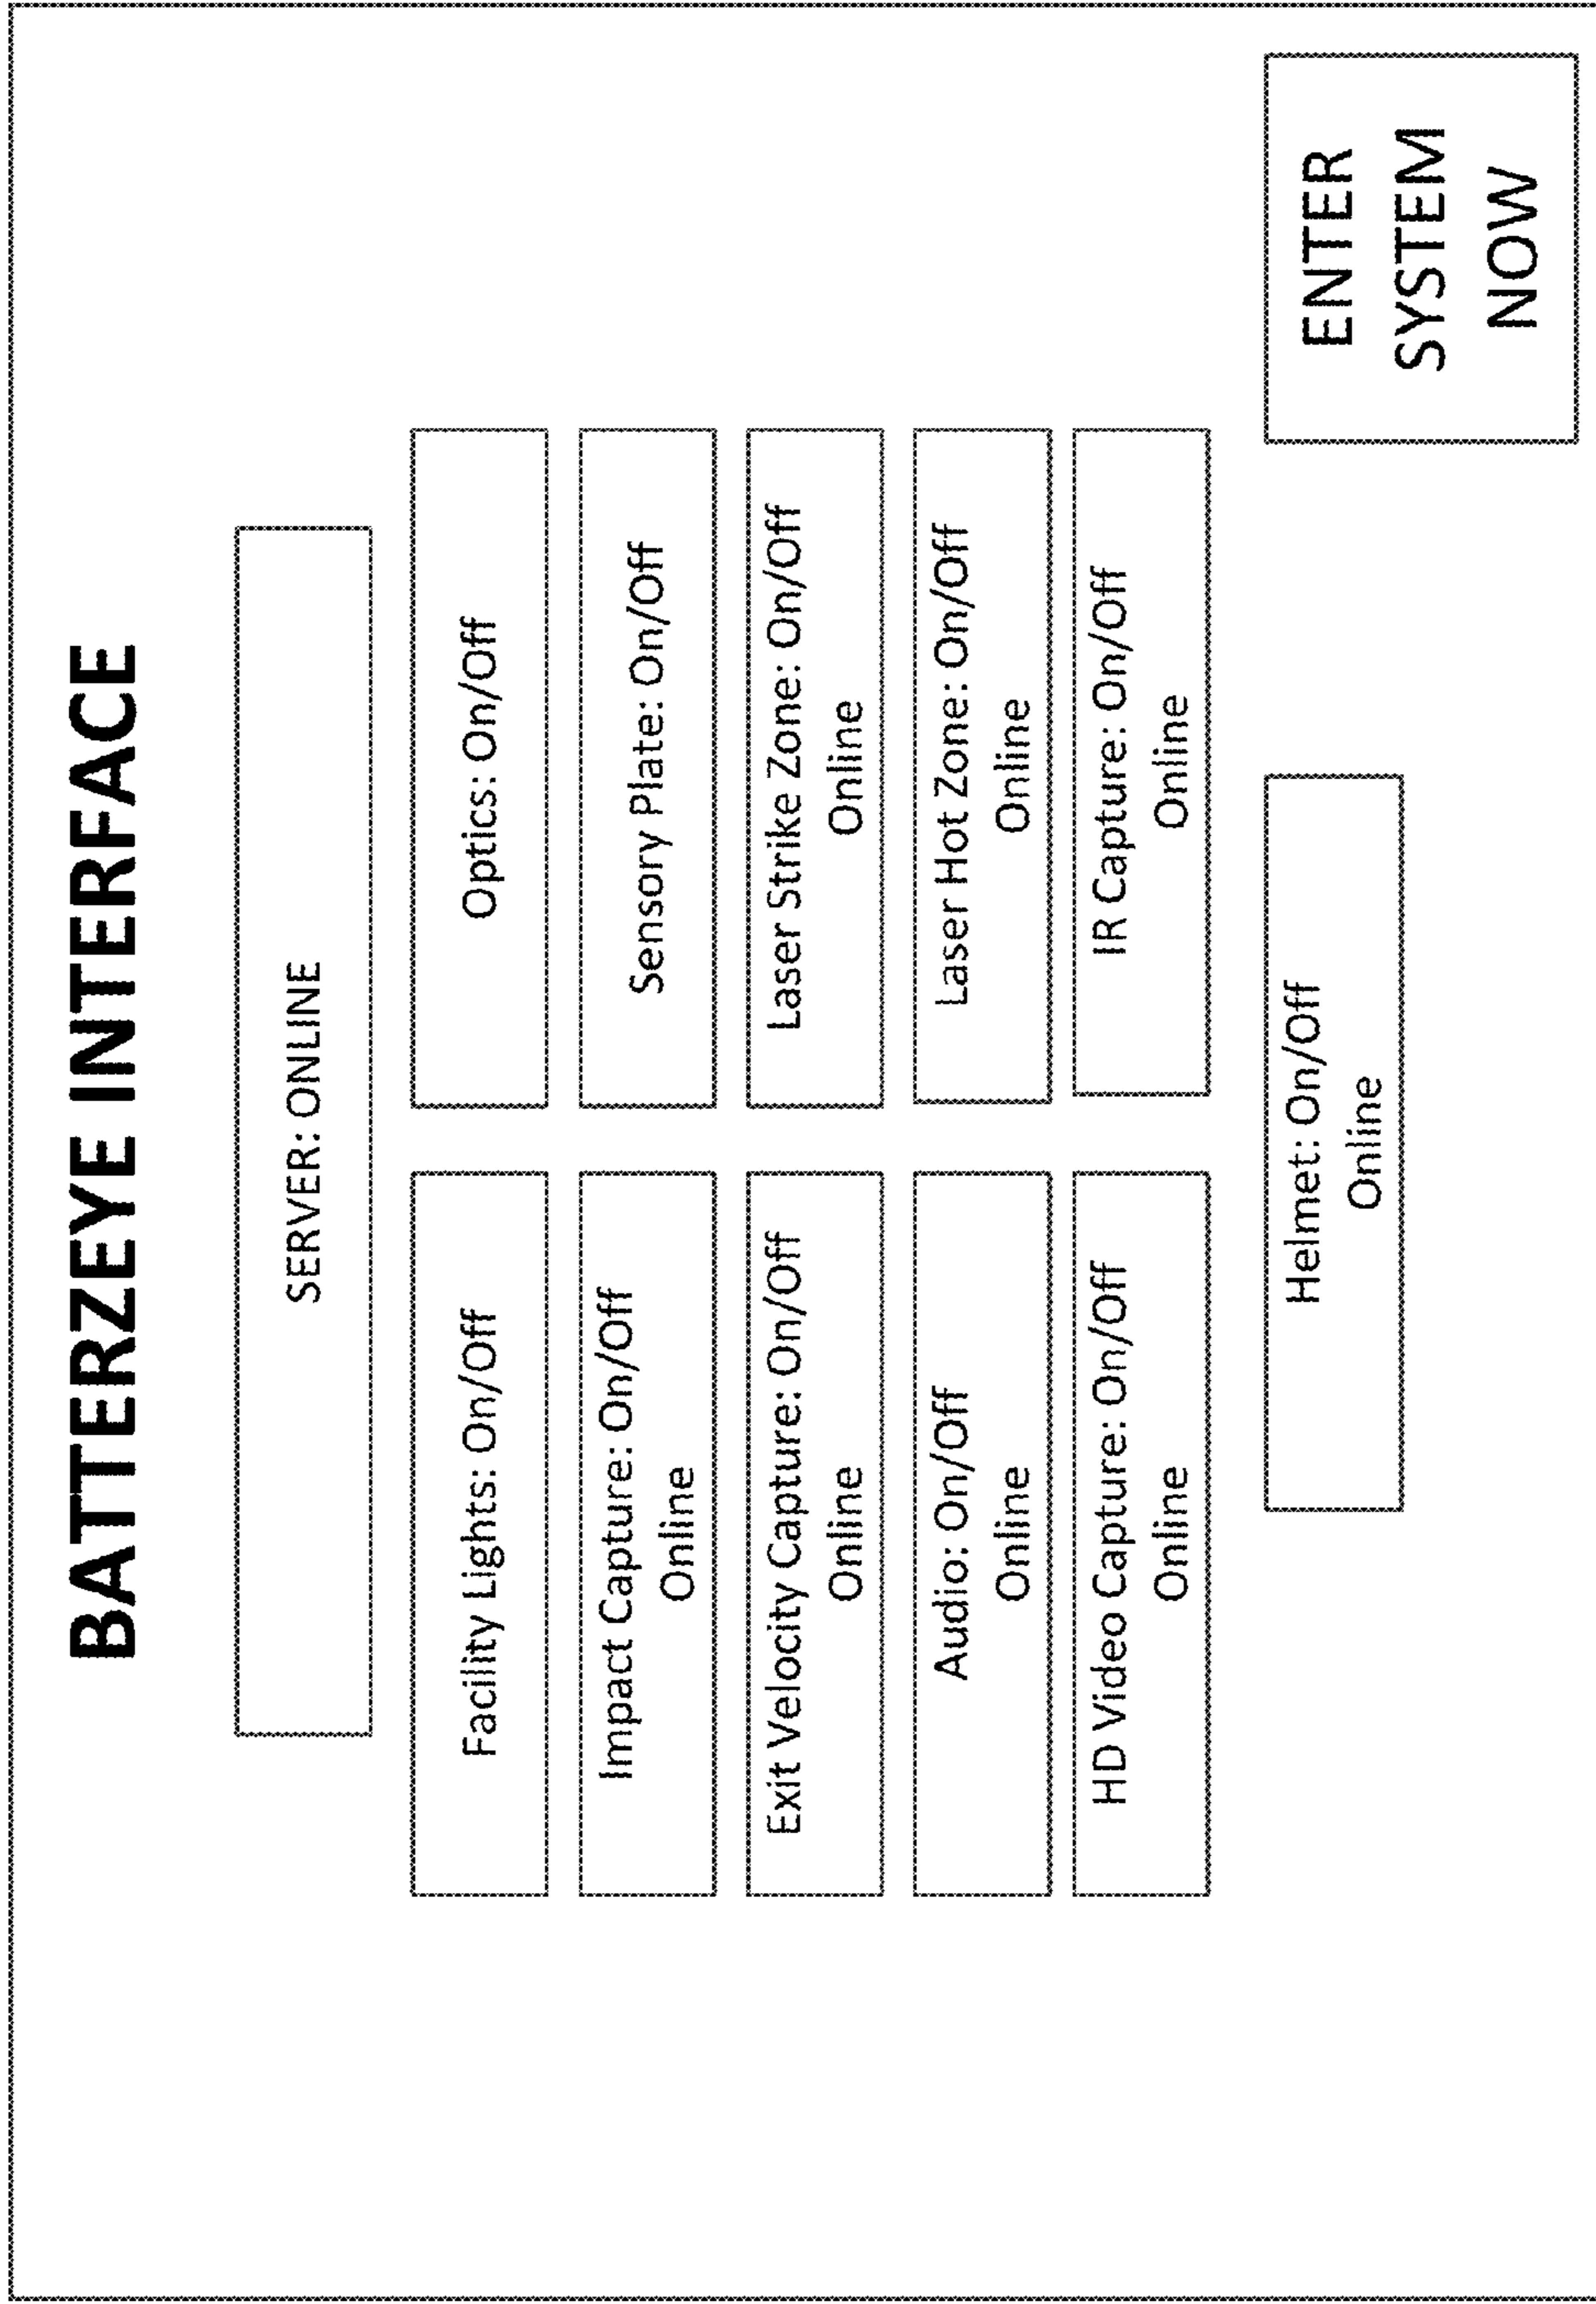 BATTERZEYE INTERFACE
SERVER: ONLINE
Facility Lights: On/Off
Optics: On/Off
Impact Capture: On/Off
Online
Sensory Plate: On/Off
Exit Velocity Capture: On/Off
Online
Laser Strike Zone: On/Off
Online
Audio: On/Off
Online
Laser Hot Zone: On/Off
Online
HD Video Capture: On/Off
Online
IR Capture: On/Off
Online
Helmet: On/Off
Online
ENTER
SYSTEM
NOW